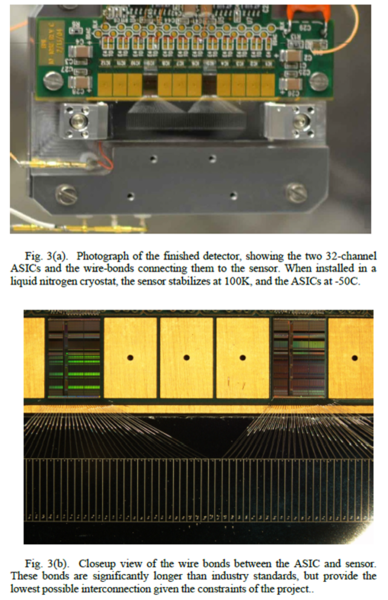 Fig. 3(a). Photograph of the finished detector, showing the two 32-channel
ASICs and the wire-bonds connecting them to the sensor. When installed in a
liquid nitrogen cryostat, the sensor stabilizes at 100K, and the ASICs at -50C.
Fig. 3(b). Closeup view of the wire bonds between the ASIC and sensor.
These bonds are significantly longer than industry standards, but provide the
lowest possible interconnection given the constraints of the project..